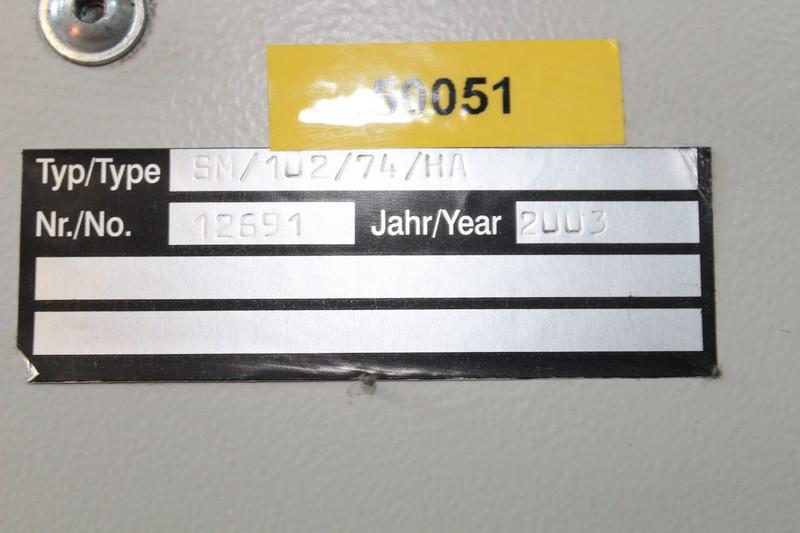 50051
Typ/Type SM/102/74/HA
Nr./No. 12691 Jahr/Year 2003